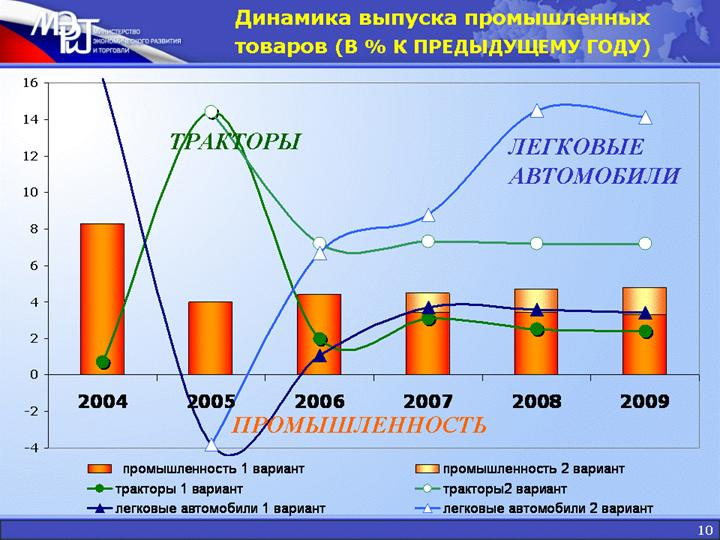 МЭРиТ
МИНИСТЕРСТВО
ЭКОНОМИЧЕСКОГО РАЗВИТИЯ
И ТОРГОВЛИ
Динамика выпуска промышленных
товаров (В % К ПРЕДЫДУЩЕМУ ГОДУ)
16
14
12
10
8
6
4
2
0
-2
-4
ТРАКТОРЫ
ЛЕГКОВЫЕ
АВТОМОБИЛИ
2004 2005 2006 2007 2008 2009
ПРОМЫШЛЕННОСТЬ
промышленность 1 вариант
промышленность 2 вариант
тракторы 1 вариант
тракторы2 вариант
легковые автомобили 1 вариант
легковые автомобили 2 вариант
10